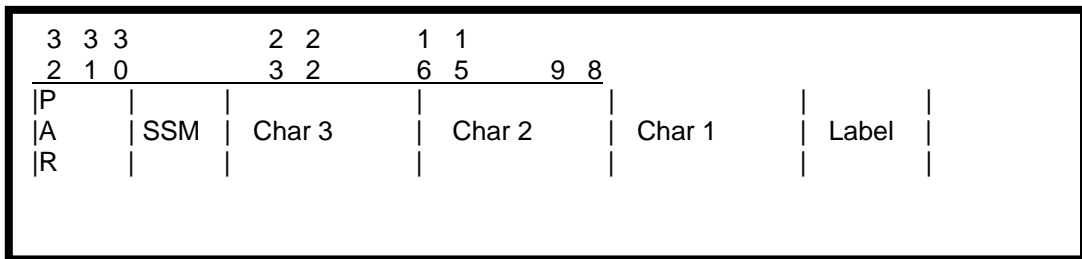 3 3 3 2 2 1 1
2 1 0 3 2 6 5 9 8
|P | | | | | |
|A | SSM | Char 3 | Char 2 | Char 1 | Label |
|R | | | | | |